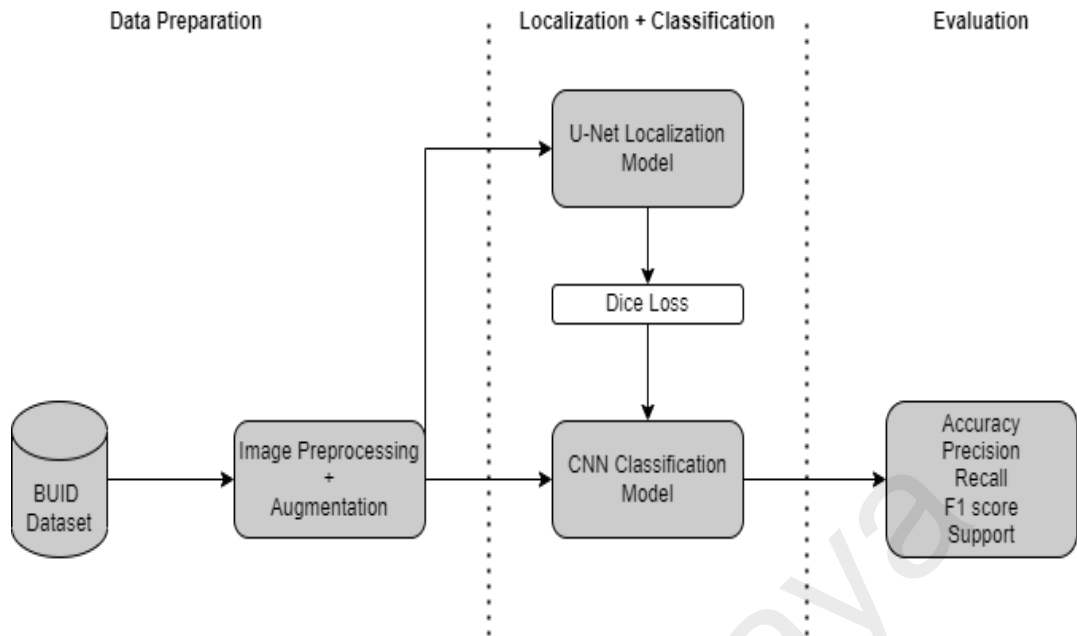 Data Preparation
Localization + Classification
Evaluation
U-Net Localization
Model
Dice Loss
BUID
Dataset
Image Preprocessing
+
Augmentation
CNN Classification
Model
Accuracy
Precision
Recall
F1 score
Support